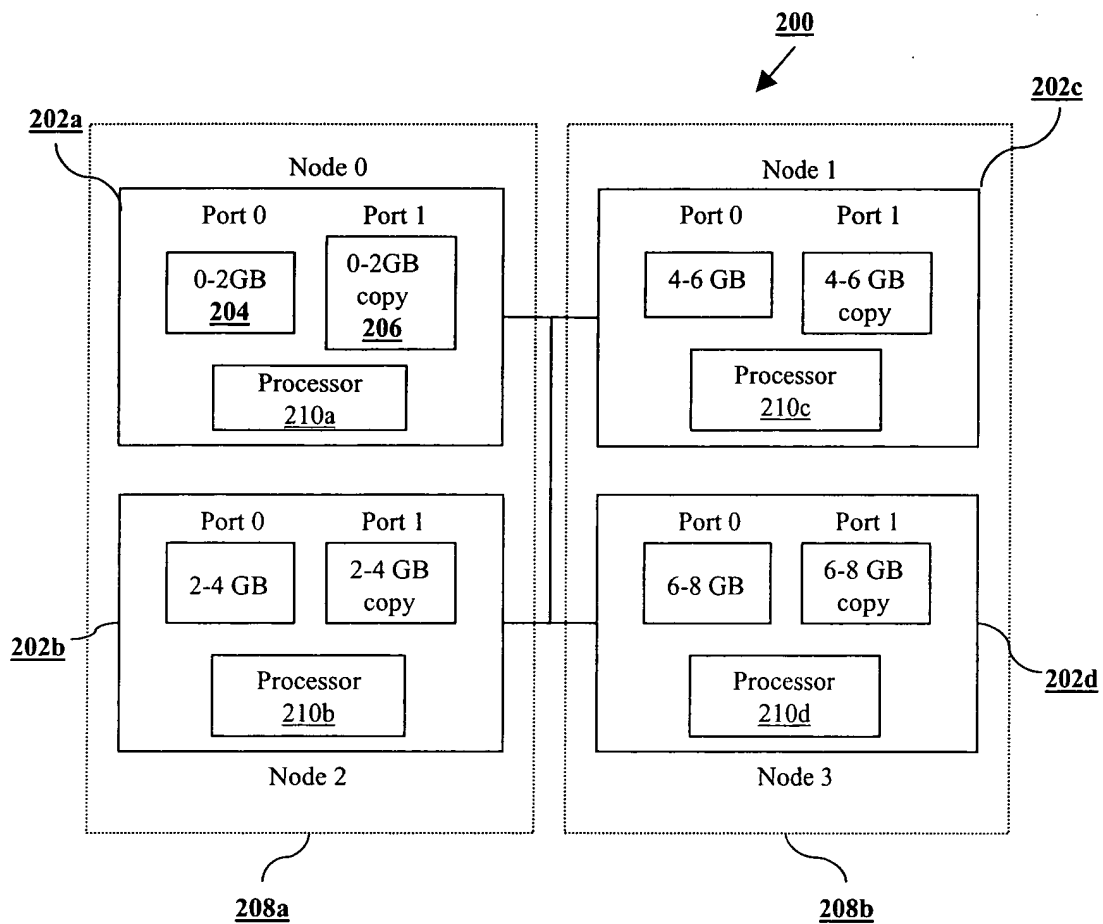 200
202a
202c
Node 0
Port 0
Port 1
0-2GB
204
0-2GB
copy
206
Processor
210a
Node 1
Port 0
Port 1
4-6 GB
4-6 GB
copy
Processor
210c
Port 0
Port 1
2-4 GB
2-4 GB
copy
Processor
210b
Node 2
202b
Port 0
Port 1
6-8 GB
6-8 GB
copy
Processor
210d
Node 3
202d
208a
208b